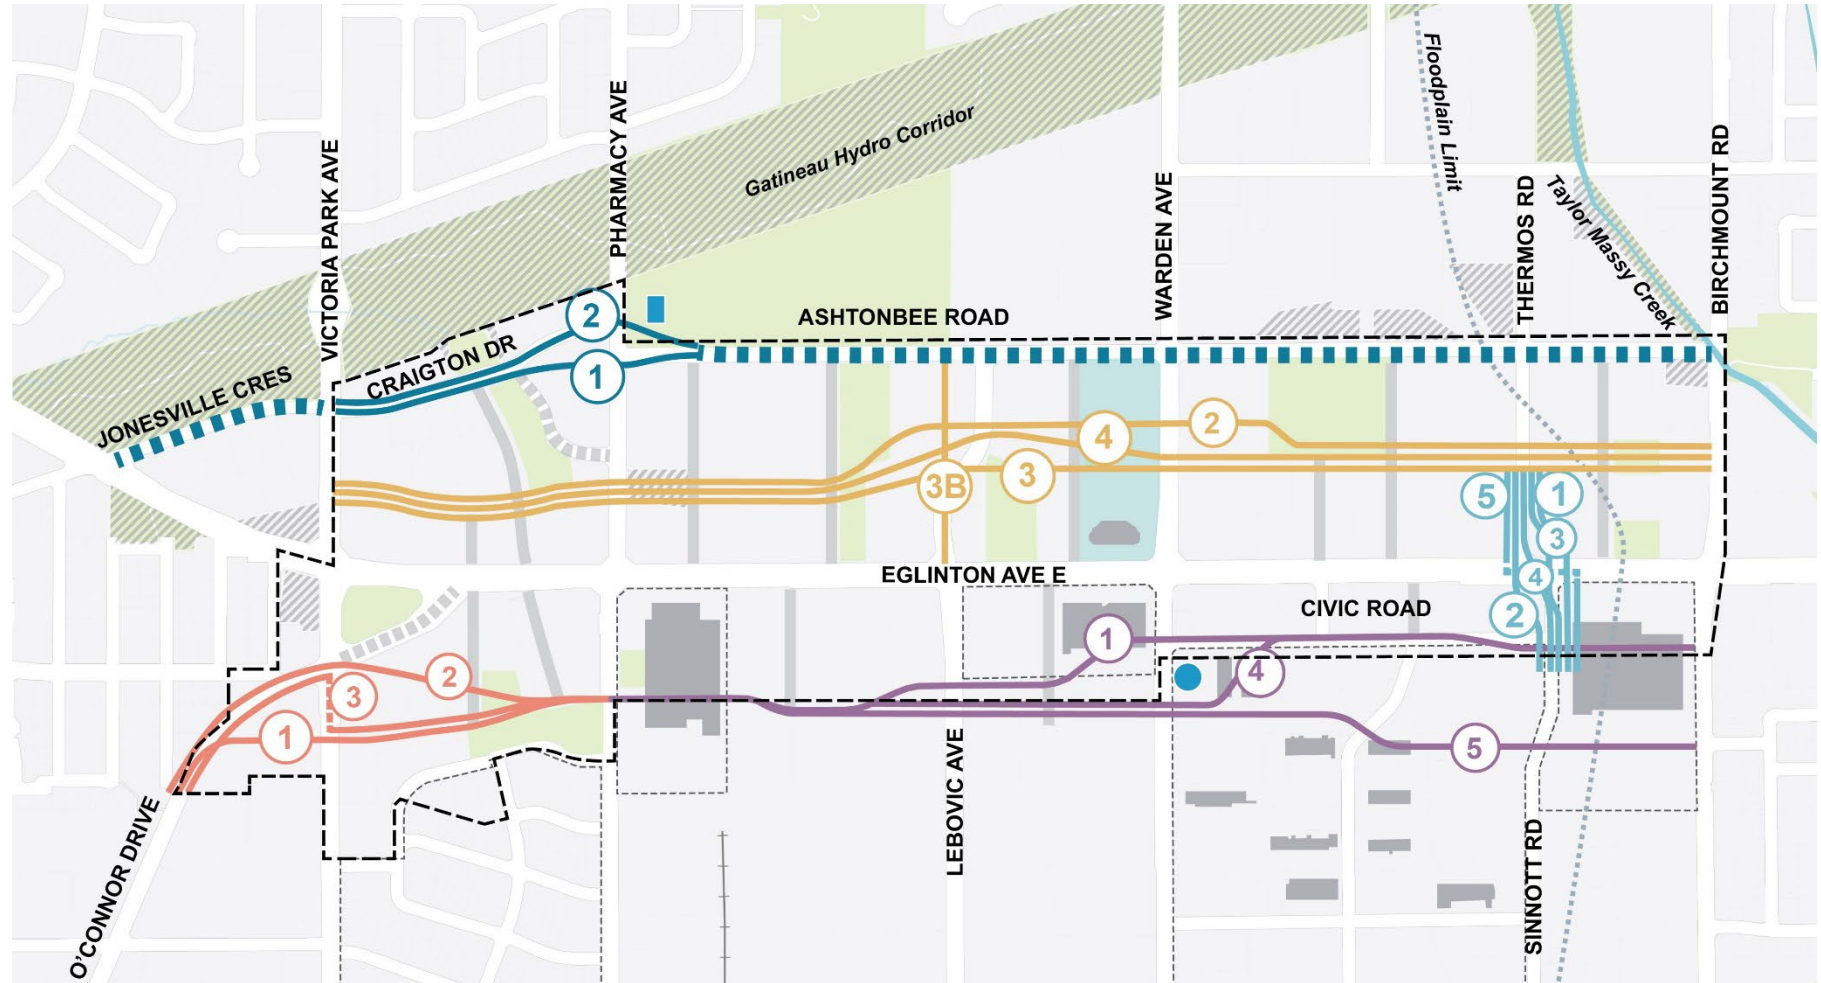 Floodplain Limit
PHARMACY AVE
Gatineau Hydro Corridor
BIRCHMOUNT RD
VICTORIA PARK AVE
WARDEN AVE
THERMOS RD
Taylor Massy Creek
2
ASHTONBEE ROAD
CRAIGTON DR
1
JONESVILLE CRES
2
4
3
3B
5
1
3
EGLINTON AVE E
4
CIVIC ROAD
2
1
2
4
3
1
5
LEBOVIC AVE
O'CONNOR DRIVE
SINNOTT RD